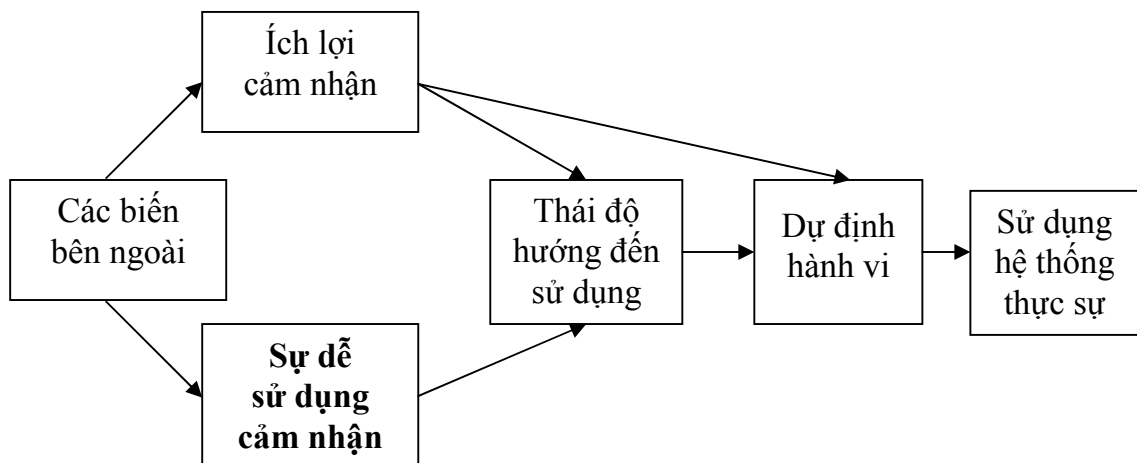 Ích lợi
cảm nhận
Các biến
bên ngoài
Thái độ
hướng đến
sử dụng
Dự định
hành vi
Sử dụng
hệ thống
thực sự
Sự dễ
sử dụng
cảm nhận